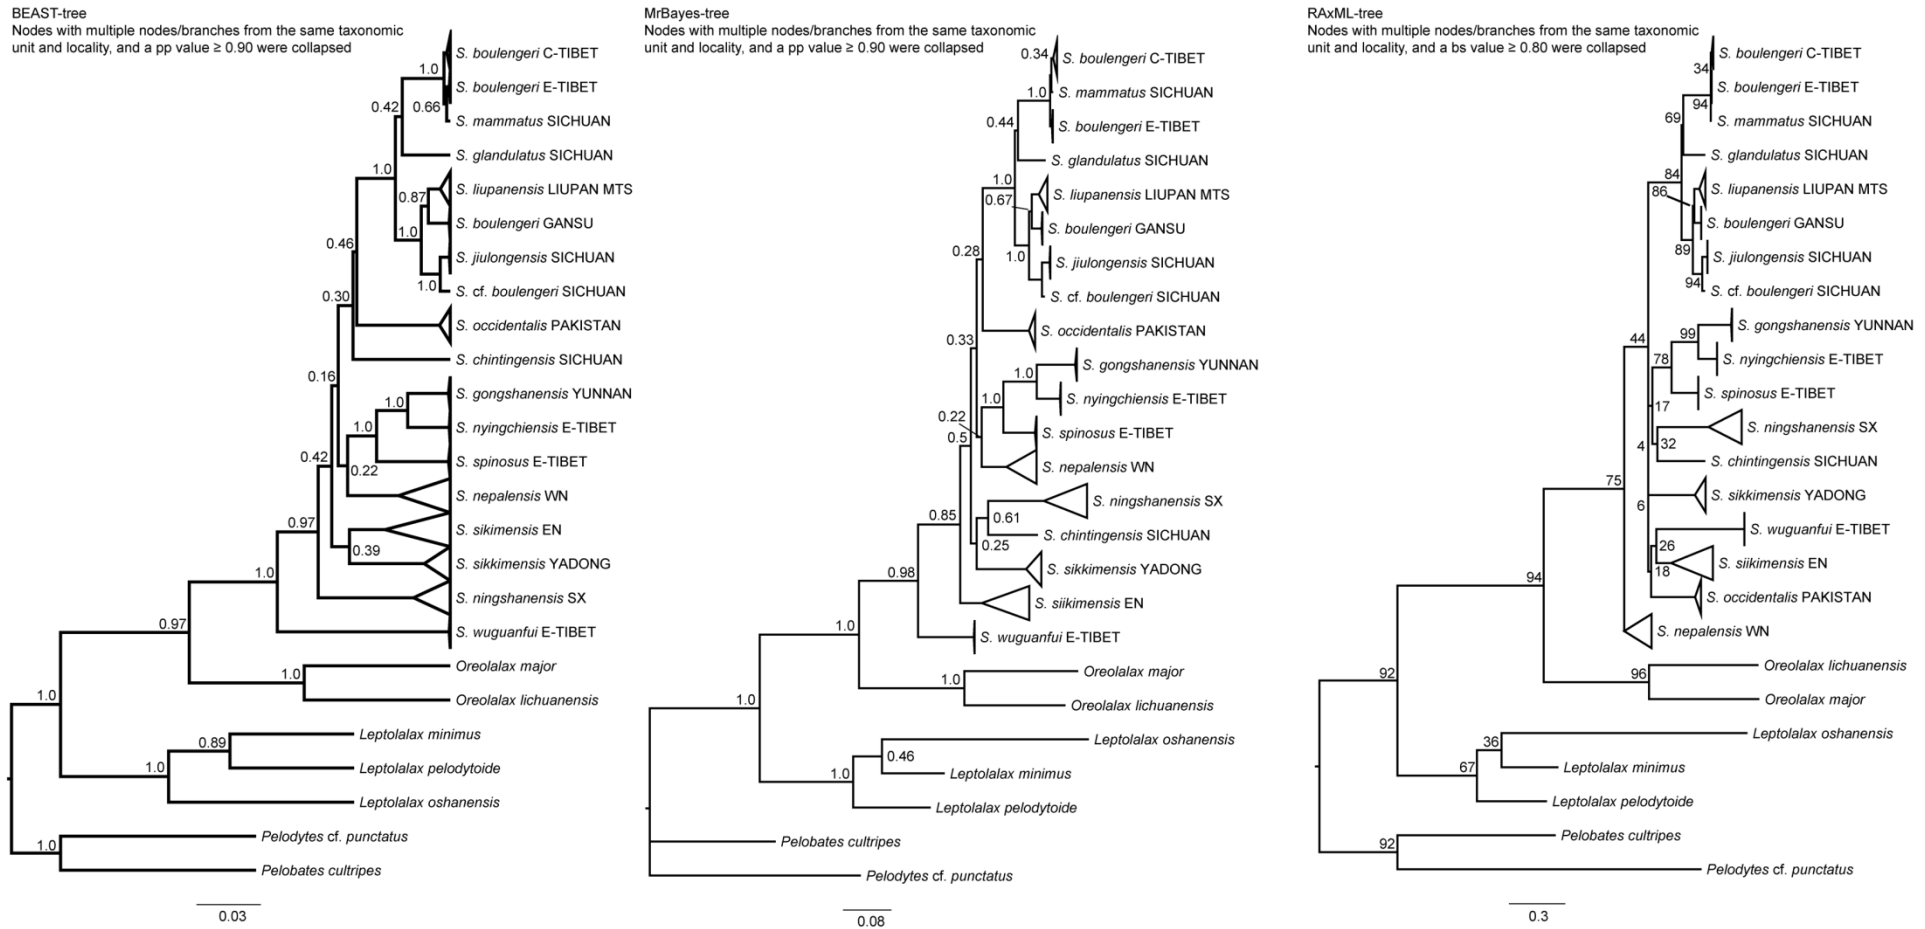 BEAST-tree
Nodes with multiple nodes/branches from the same taxonomic
unit and locality, and a pp value ≥ 0.90 were collapsed
S. boulengeri C-TIBET
1.0
S. boulengeri E-TIBET
0.42
0.66
S. mammatus SICHUAN
S. glandulatus SICHUAN
1.0
S. liupanensis LIUPAN MTS
0.87
S. boulengeri GANSU
1.0
0.46
S. jiulongensis SICHUAN
1.0
S. cf. boulengeri SICHUAN
0.30
S. occidentalis PAKISTAN
S. chintingensis SICHUAN
0.16
S. gongshanensis YUNNAN
1.0
S. nyingchiensis E-TIBET
1.0
0.42
S. spinosus E-TIBET
0.22
S. nepalensis WN
0.97
S. sikimensis EN
0.39
S. sikkimensis YADONG
1.0
S. ningshanensis SX
0.97
S. wuguanfui E-TIBET
Oreolalax major
1.0
1.0
Oreolalax lichuanensis
Leptolalax minimus
0.89
1.0
Leptolalax pelodytoide
Leptolalax oshanensis
Pelodytes cf. punctatus
1.0
Pelobates cultripes
0.03
MrBayes-tree
Nodes with multiple nodes/branches from the same taxonomic
unit and locality, and a pp value ≥ 0.90 were collapsed
0.34
S. boulengeri C-TIBET
1.0
S. mammatus SICHUAN
0.44
S. boulengeri E-TIBET
S. glandulatus SICHUAN
1.0
0.67
S. liupanensis LIUPAN MTS
S. boulengeri GANSU
0.28
1.0
S. jiulongensis SICHUAN
S. cf. boulengeri SICHUAN
S. occidentalis PAKISTAN
0.33
S. gongshanensis YUNNAN
1.0
1.0
S. nyingchiensis E-TIBET
0.22
S. spinosus E-TIBET
0.5
S. nepalensis WN
S. ningshanensis SX
0.85
0.61
S. chintingensis SICHUAN
0.25
S. sikkimensis YADONG
0.98
S. siikimensis EN
1.0
S. wuguanfui E-TIBET
Oreolalax major
1.0
1.0
Oreolalax lichuanensis
Leptolalax oshanensis
0.46
1.0
Leptolalax minimus
Leptolalax pelodytoide
Pelobates cultripes
Pelodytes cf. punctatus
0.08
RAxML-tree
Nodes with multiple nodes/branches from the same taxonomic
unit and locality, and a bs value ≥ 0.80 were collapsed
S. boulengeri C-TIBET
34
S. boulengeri E-TIBET
94
69
S. mammatus SICHUAN
S. glandulatus SICHUAN
84
86
S. liupanensis LIUPAN MTS
S. boulengeri GANSU
89
S. jiulongensis SICHUAN
94
S. cf. boulengeri SICHUAN
S. gongshanensis YUNNAN
44
99
78
S. nyingchiensis E-TIBET
S. spinosus E-TIBET
17
S. ningshanensis SX
4
32
S. chintingensis SICHUAN
75
S. sikkimensis YADONG
6
S. wuguanfui E-TIBET
26
S. siikimensis EN
18
94
S. occidentalis PAKISTAN
S. nepalensis WN
Oreolalax lichuanensis
92
96
Oreolalax major
Leptolalax oshanensis
36
67
Leptolalax minimus
Leptolalax pelodytoide
Pelobates cultripes
92
Pelodytes cf. punctatus
0.3